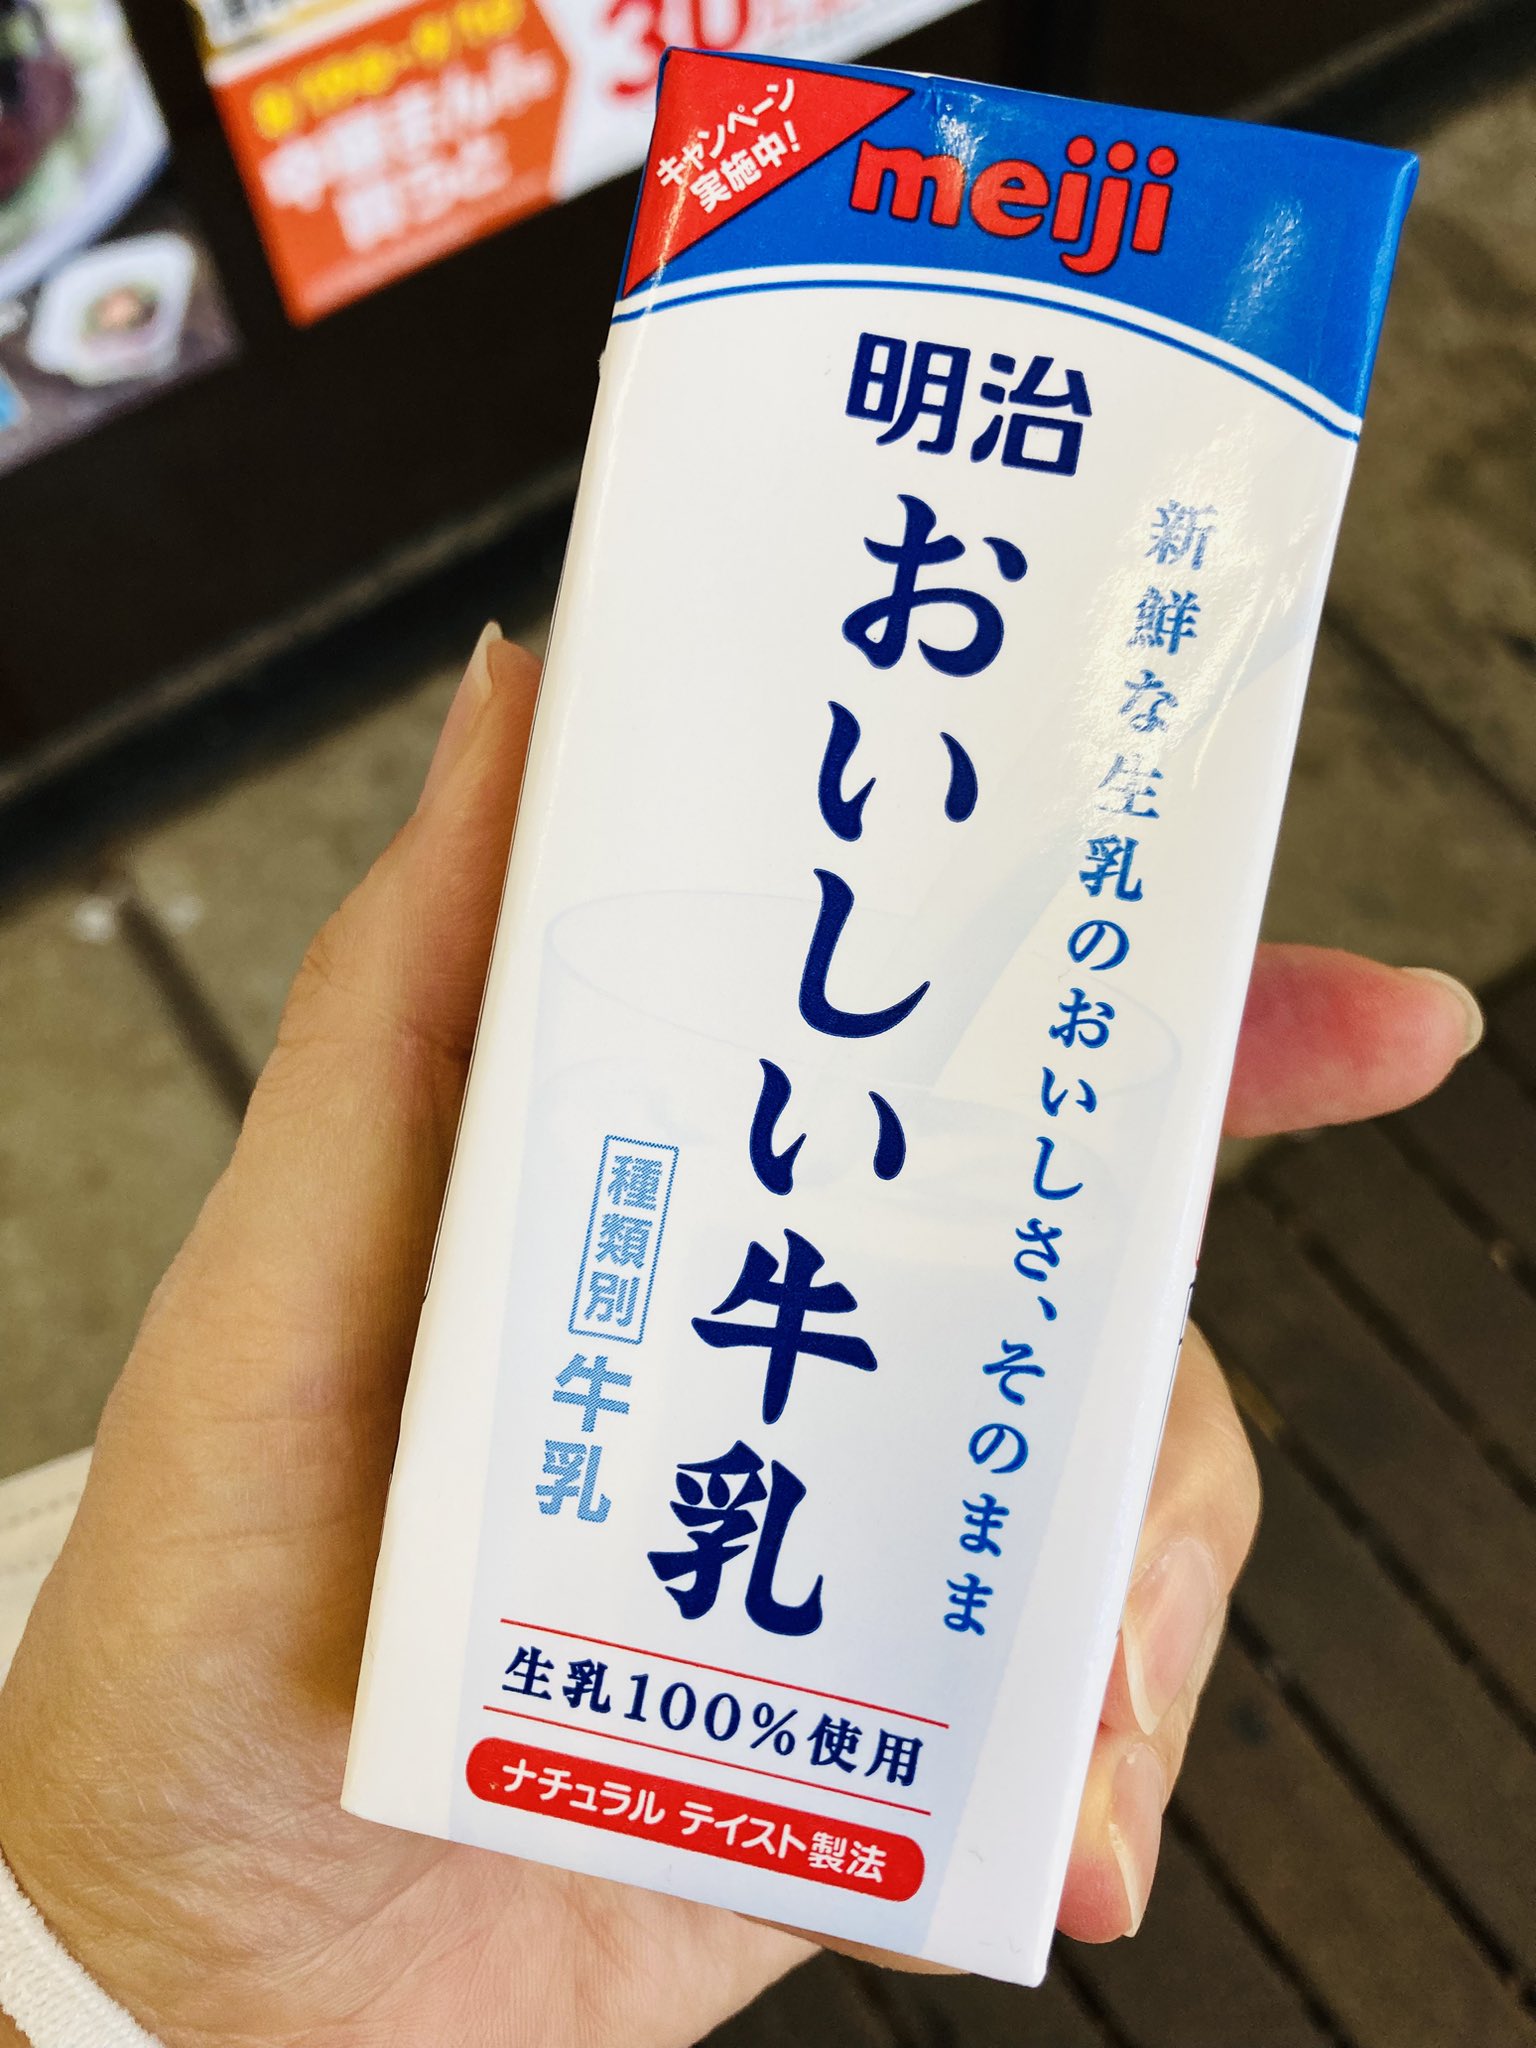 キャンペーン
実施中!
meiji
明治
おいしい牛乳
新鮮な生乳のおいしさ、そのまま
種類別
牛乳
生乳100%使用
ナチュラル テイスト製法
30